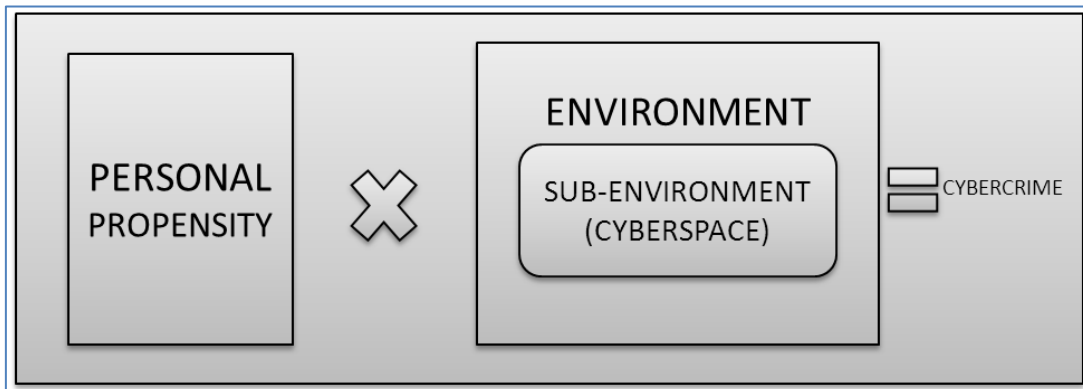 PERSONAL
PROPENSITY
ENVIRONMENT
SUB-ENVIRONMENT
(CYBERSPACE)
CYBERCRIME